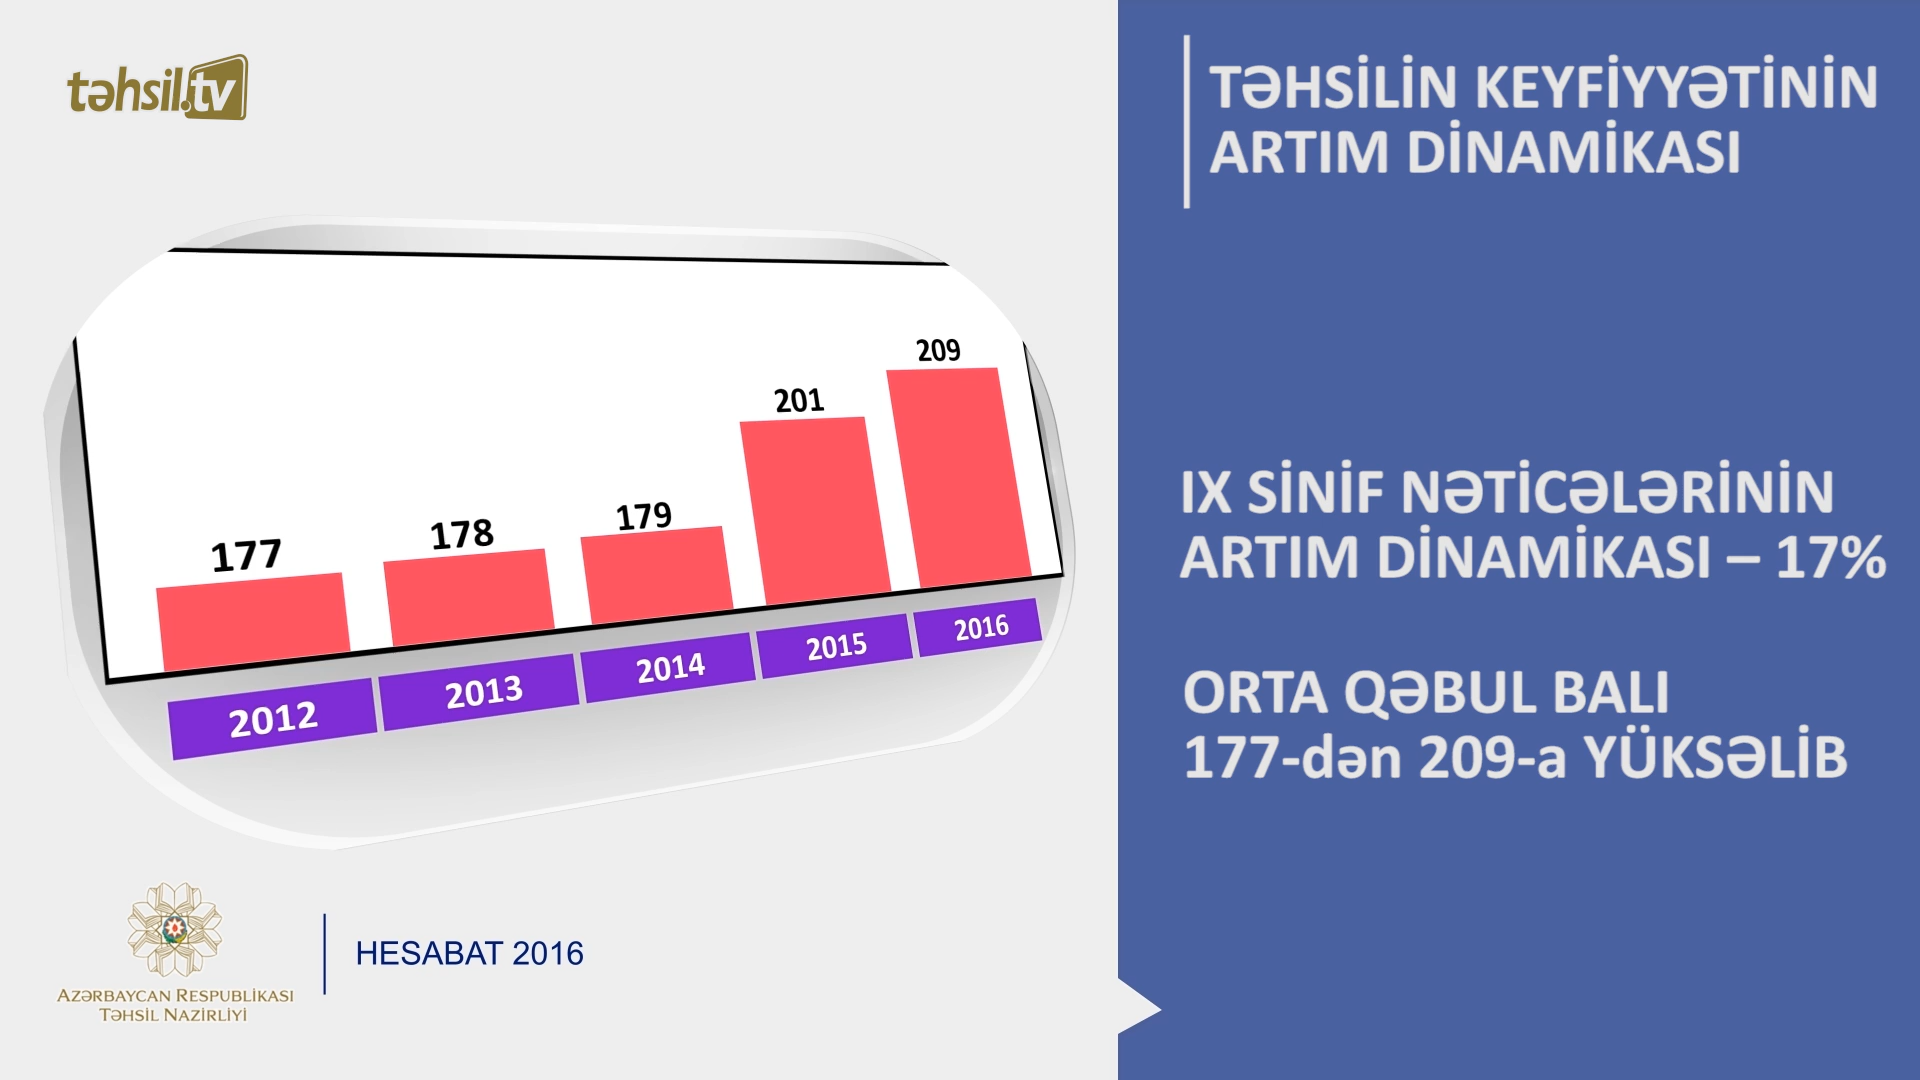 təhsil.tv
TƏHSİLİN KEYFİYYƏTİNİN
ARTIM DİNAMİKASI
177
178
179
201
209
2012
2013
2014
2015
2016
IX SİNİF NƏTİCƏLƏRİNİN
ARTIM DİNAMİKASI – 17%
ORTA QƏBUL BALI
177-dən 209-a YÜKSƏLİB
AZƏRBAYCAN RESPUBLİKASI
TƏHSİL NAZİRLİYİ
HESABAT 2016